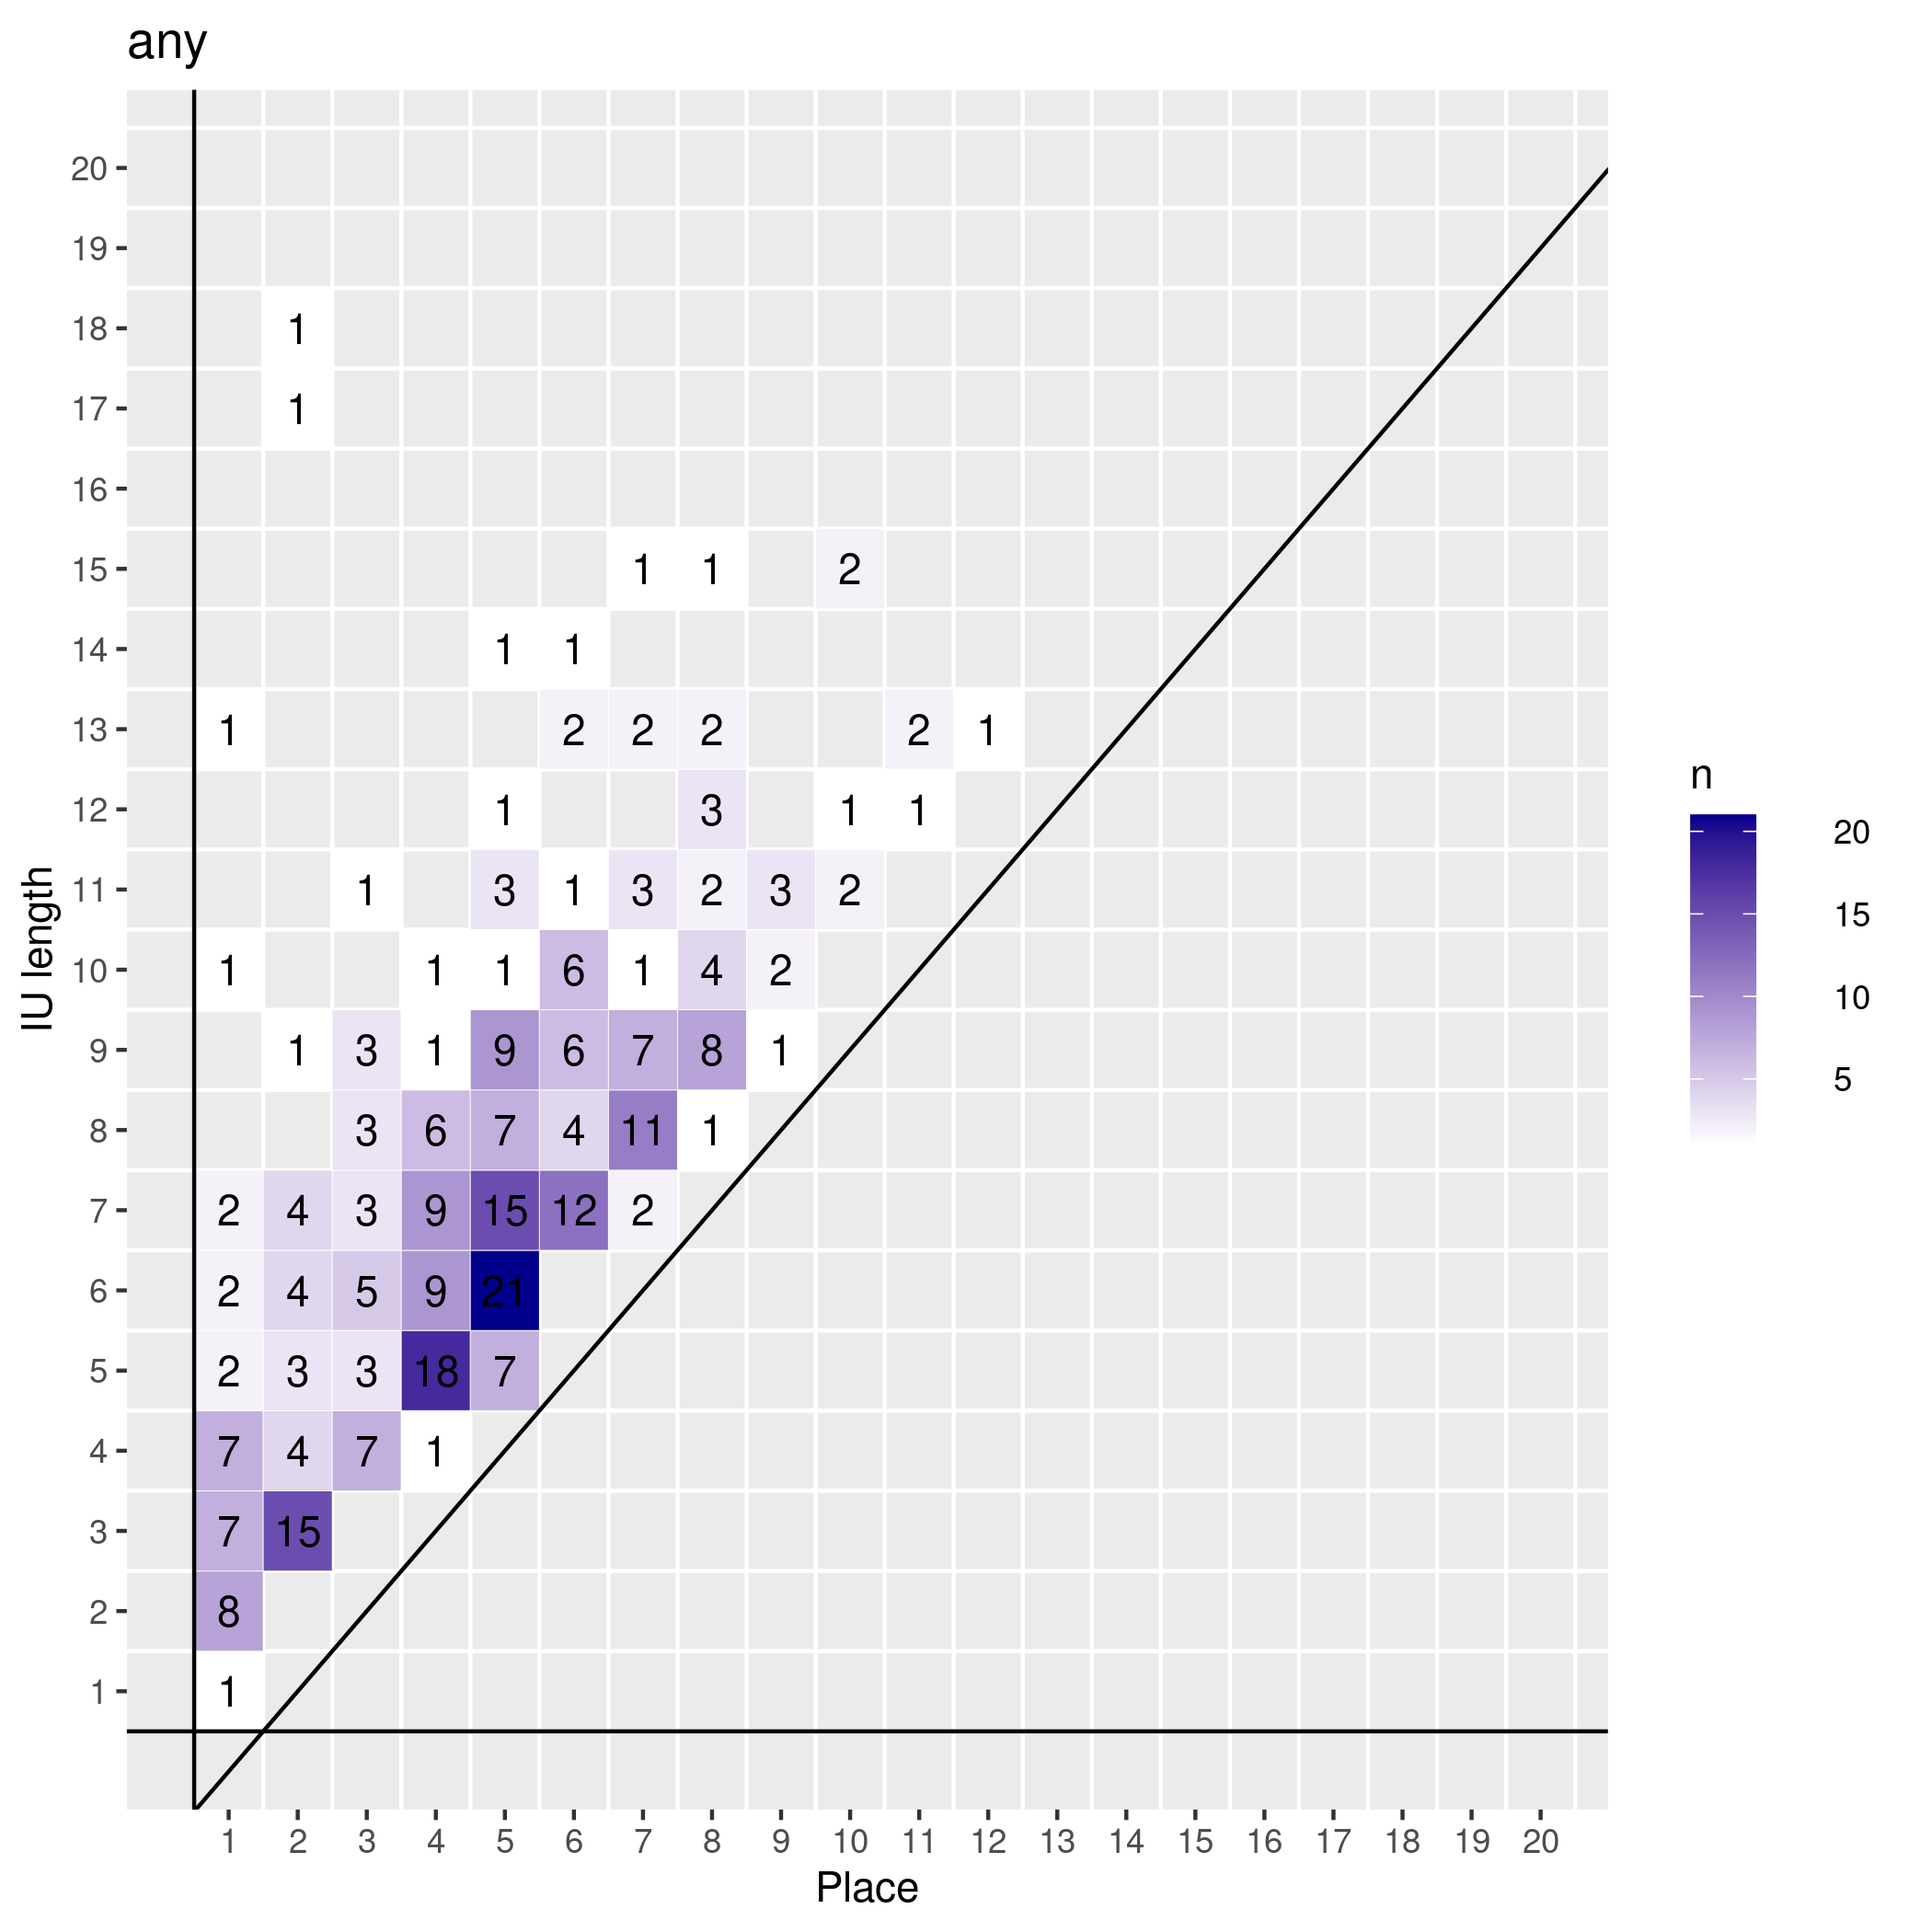 any
20
19
18 1
17 1
16
15 1 1 2
14 1 1
13 1 2 2 2 2 1
12 1 3 1 1
11 1 3 1 3 2 3 2
10 1 1 1 6 1 4 2
9 1 3 1 9 6 7 8 1
8 3 6 7 4 11 1
7 2 4 3 9 15 12 2
6 2 4 5 9 21
5 2 3 3 18 7
4 7 4 7 1
3 7 15
2 8
1 1
1 2 3 4 5 6 7 8 9 10 11 12 13 14 15 16 17 18 19 20
Place
IU length
n
20
15
10
5